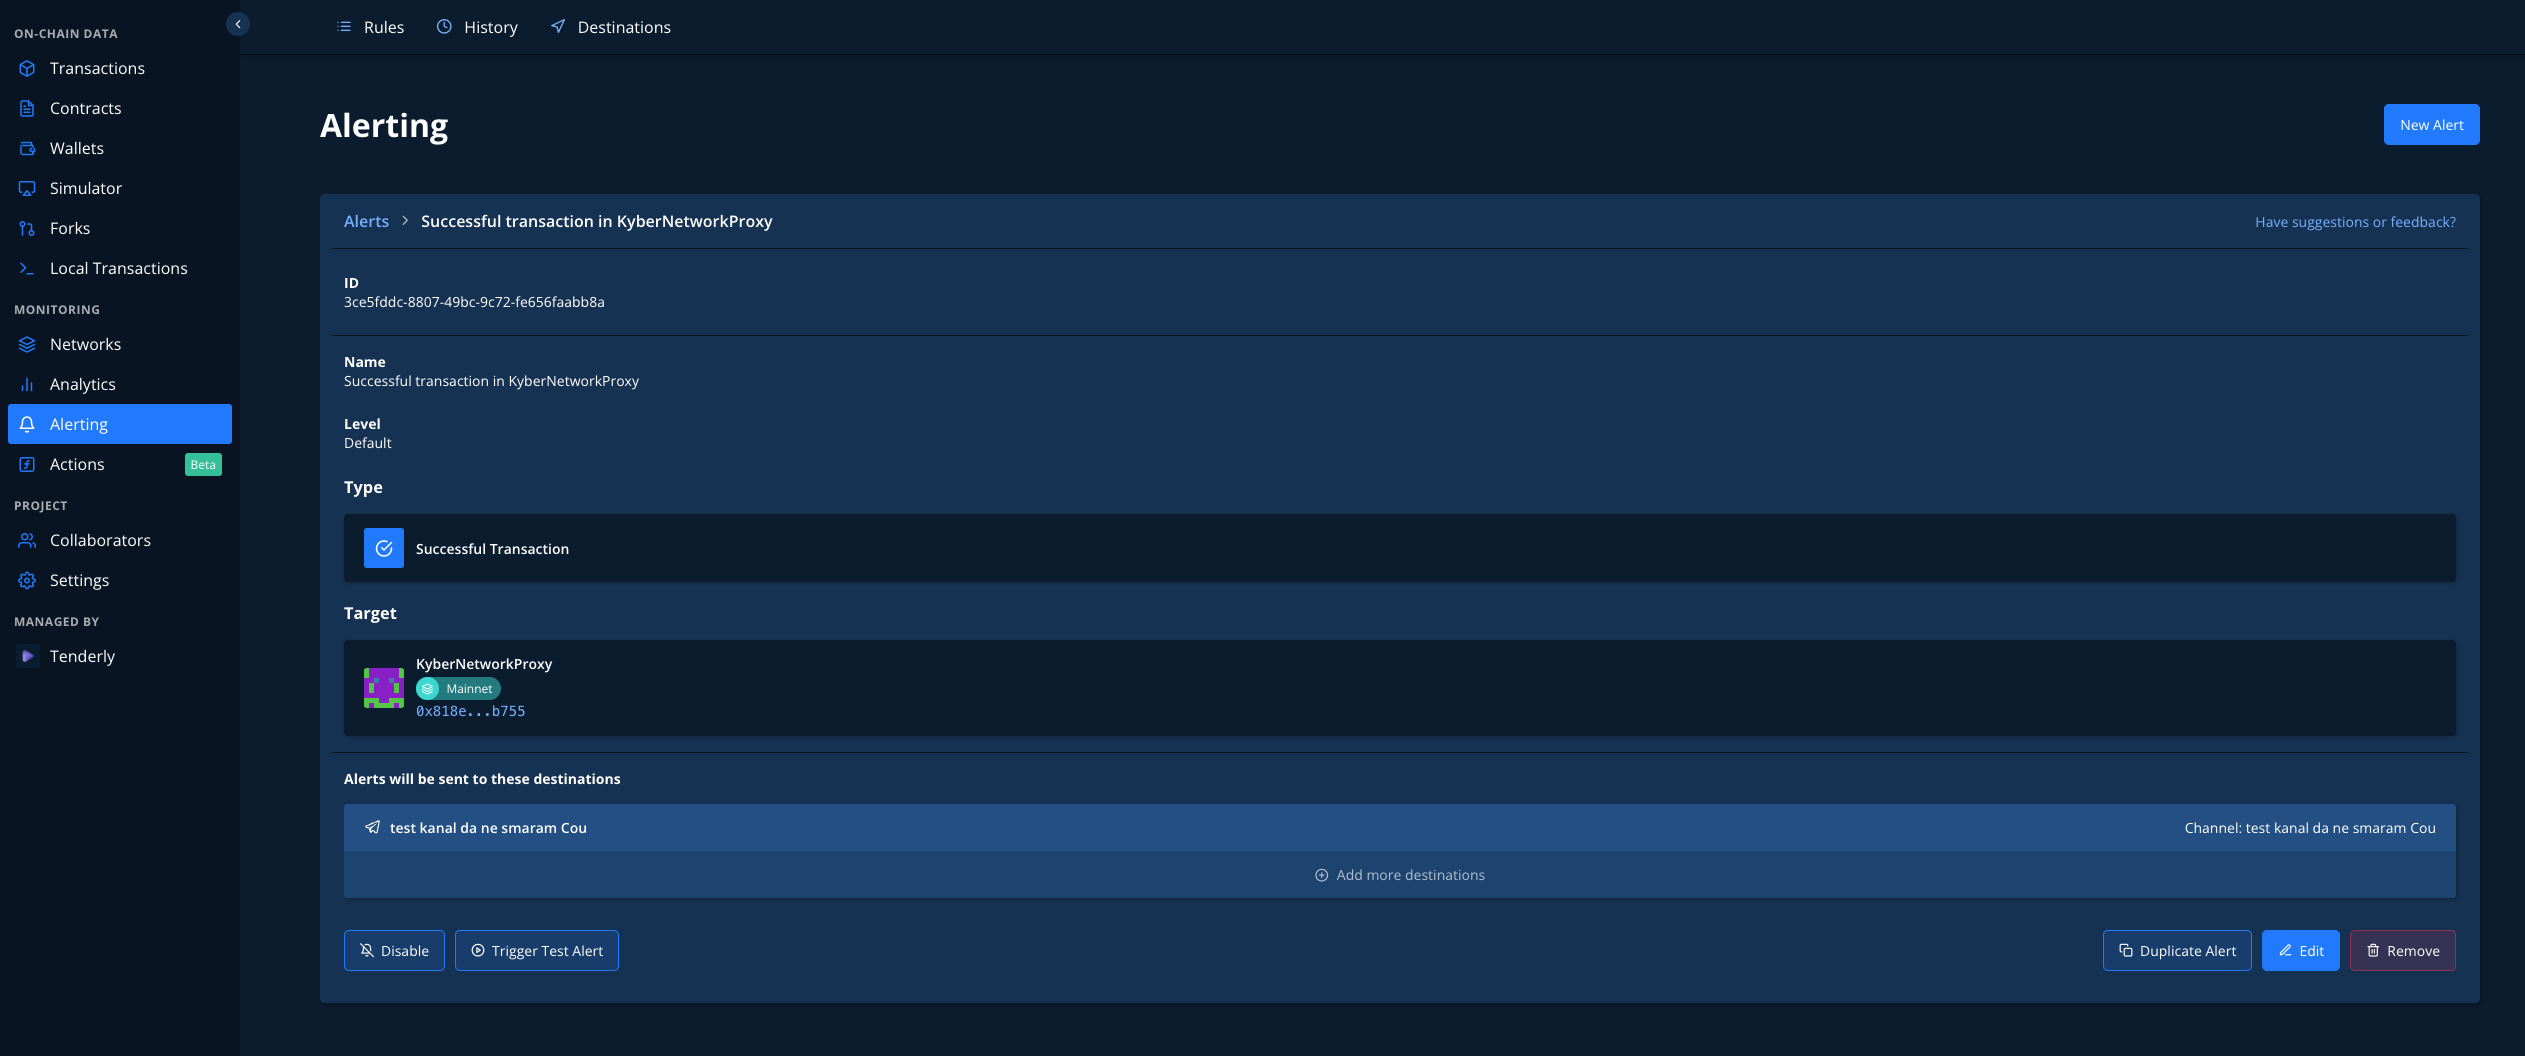 ON-CHAIN DATA
Transactions
Contracts
Wallets
Simulator
Forks
Local Transactions
MONITORING
Networks
Analytics
Alerting
Actions Beta
PROJECT
Collaborators
Settings
MANAGED BY
Tenderly
Rules History Destinations
Alerting
New Alert
Alerts > Successful transaction in KyberNetworkProxy
Have suggestions or feedback?
ID
3ce5fddc-8807-49bc-9c72-fe656faabb8a
Name
Successful transaction in KyberNetworkProxy
Level
Default
Type
Successful Transaction
Target
KyberNetworkProxy
Mainnet
0x818e...b755
Alerts will be sent to these destinations
test kanal da ne smaram Cou
Channel: test kanal da ne smaram Cou
Add more destinations
Disable Trigger Test Alert Duplicate Alert Edit Remove